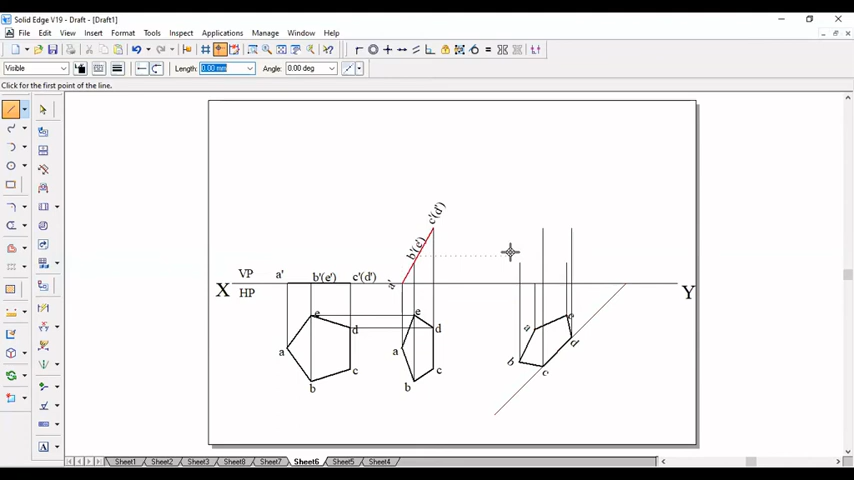 Solid Edge V19 - Draft - [Draft1]
File Edit View Insert Format Tools Inspect Applications Manage Window Help
Visible Length: 0.00 mm Angle: 0.00 deg
Click for the first point of the line.
c'(d')
b'(e')
VP a' b'(e') c'(d') a'
X HP Y
e e e
d d a d
a a b c
c c
b b
A
Sheet1 Sheet2 Sheet3 Sheet8 Sheet7 Sheet6 Sheet5 Sheet4